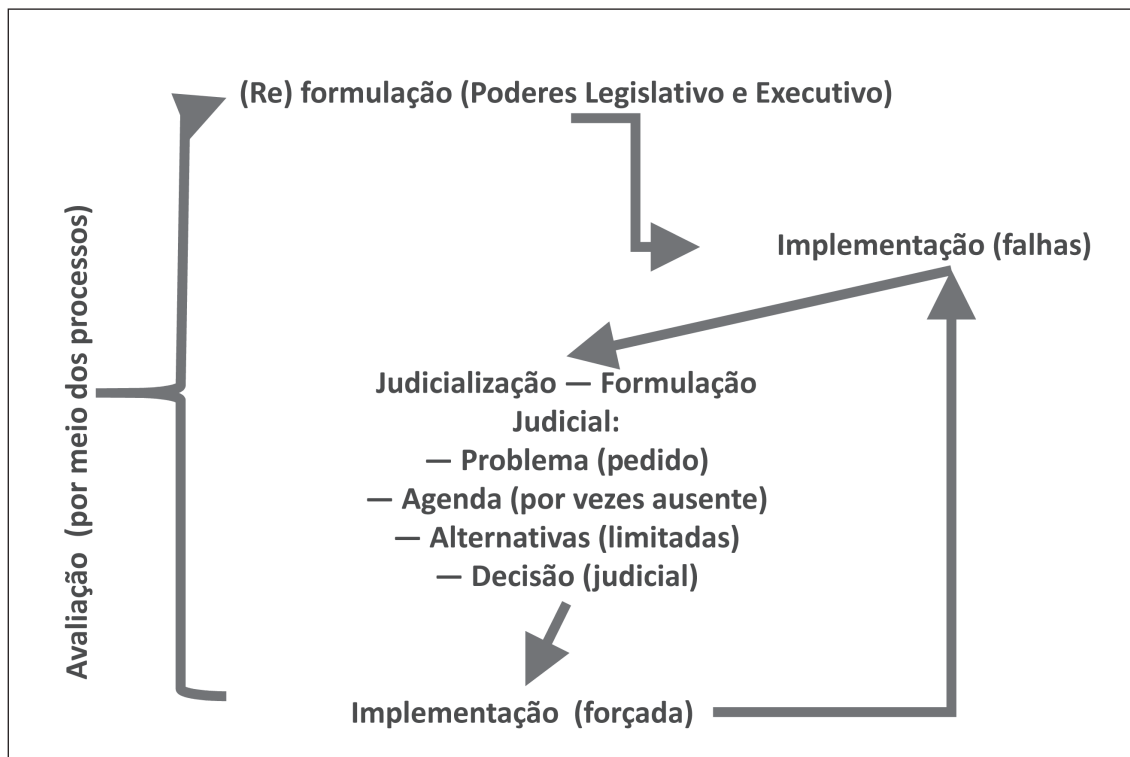 (Re) formulação (Poderes Legislativo e Executivo)
Implementação (falhas)
Judicialização — Formulação
Judicial:
— Problema (pedido)
— Agenda (por vezes ausente)
— Alternativas (limitadas)
— Decisão (judicial)
Implementação (forçada)
Avaliação (por meio dos processos)